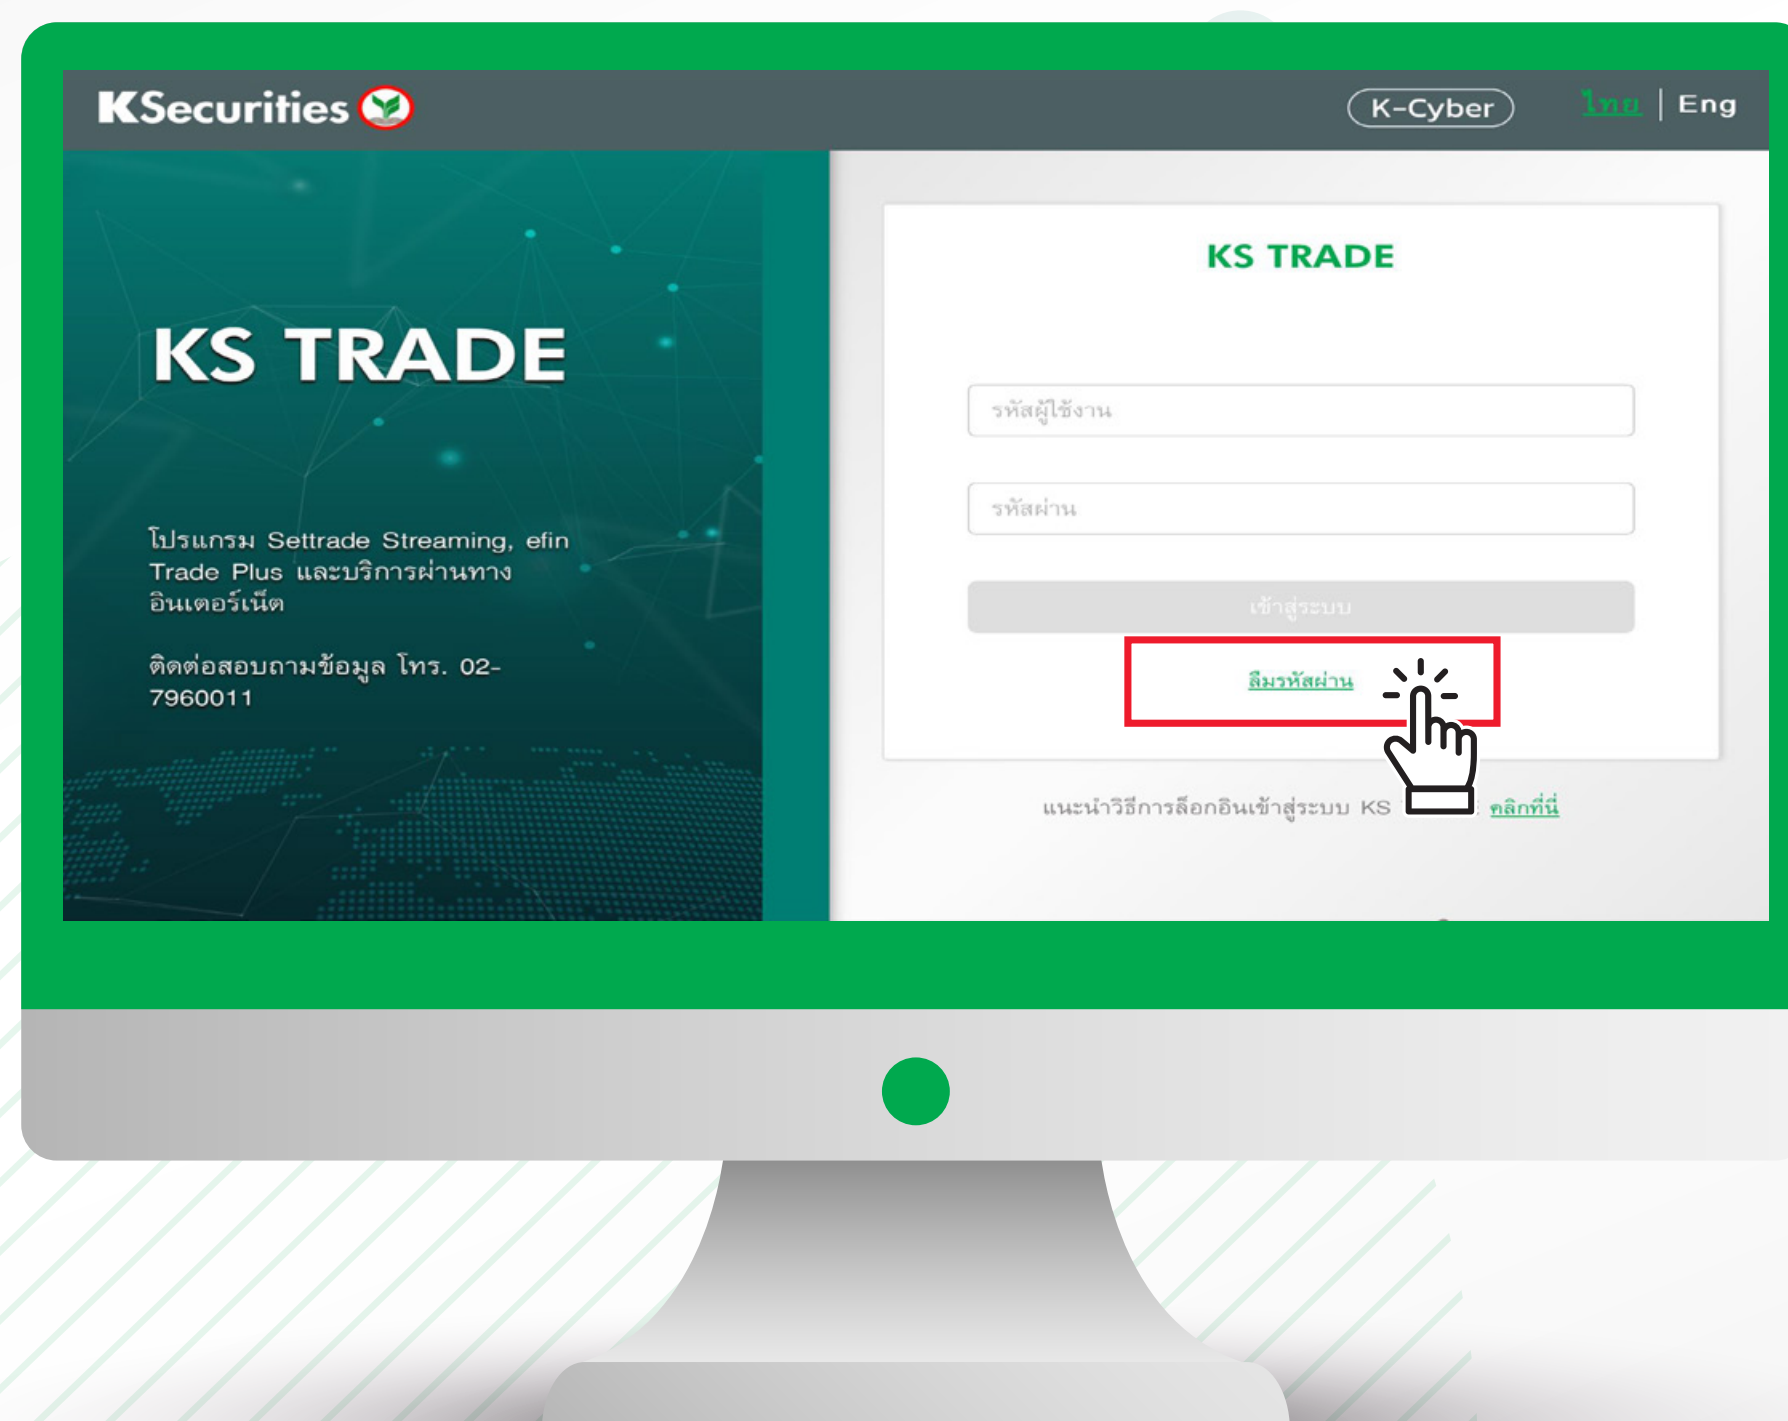 KSecurities
K-Cyber
ไทย | Eng
KS TRADE
โปรแกรม Settrade Streaming, efin
Trade Plus และบริการผ่านทาง
อินเตอร์เน็ต
ติดต่อสอบถามข้อมูล โทร. 02-
7960011
KS TRADE
รหัสผู้ใช้งาน
รหัสผ่าน
เข้าสู่ระบบ
ลืมรหัสผ่าน
แนะนำวิธีการล็อกอินเข้าสู่ระบบ KS คลิกที่นี่